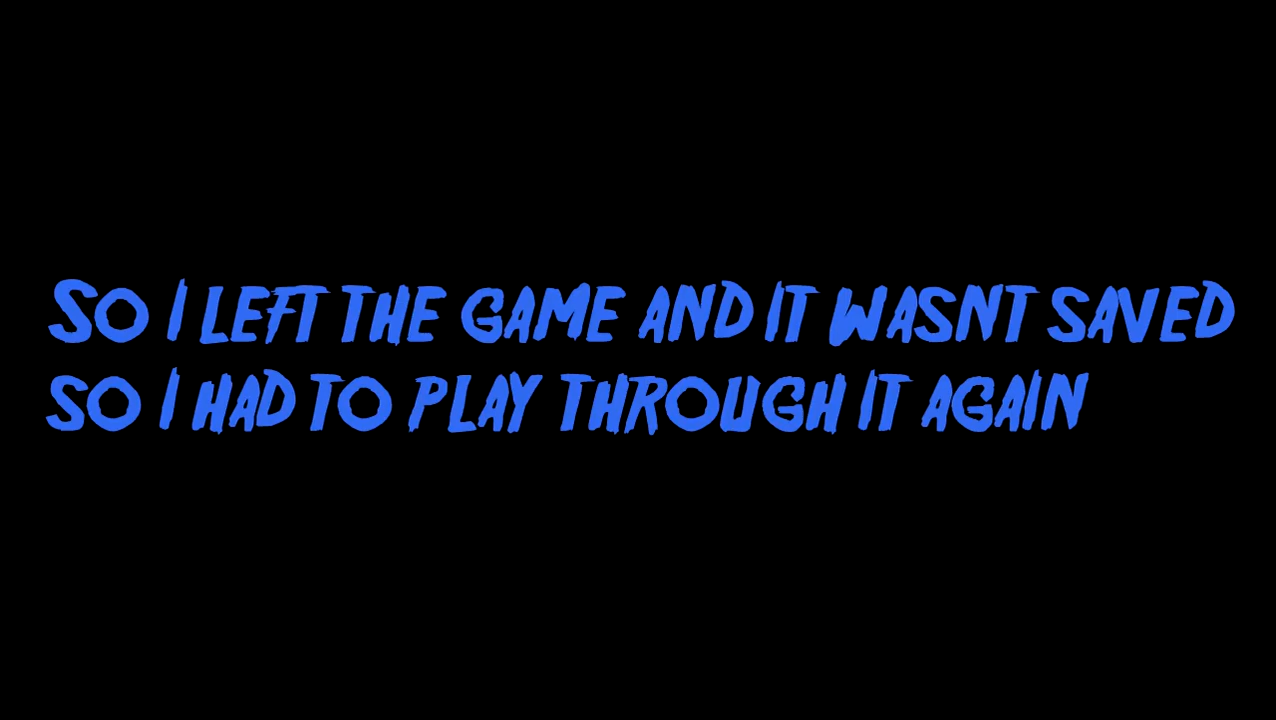 SO I LEFT THE GAME AND IT WASNT SAVED
SO I HAD TO PLAY THROUGH IT AGAIN